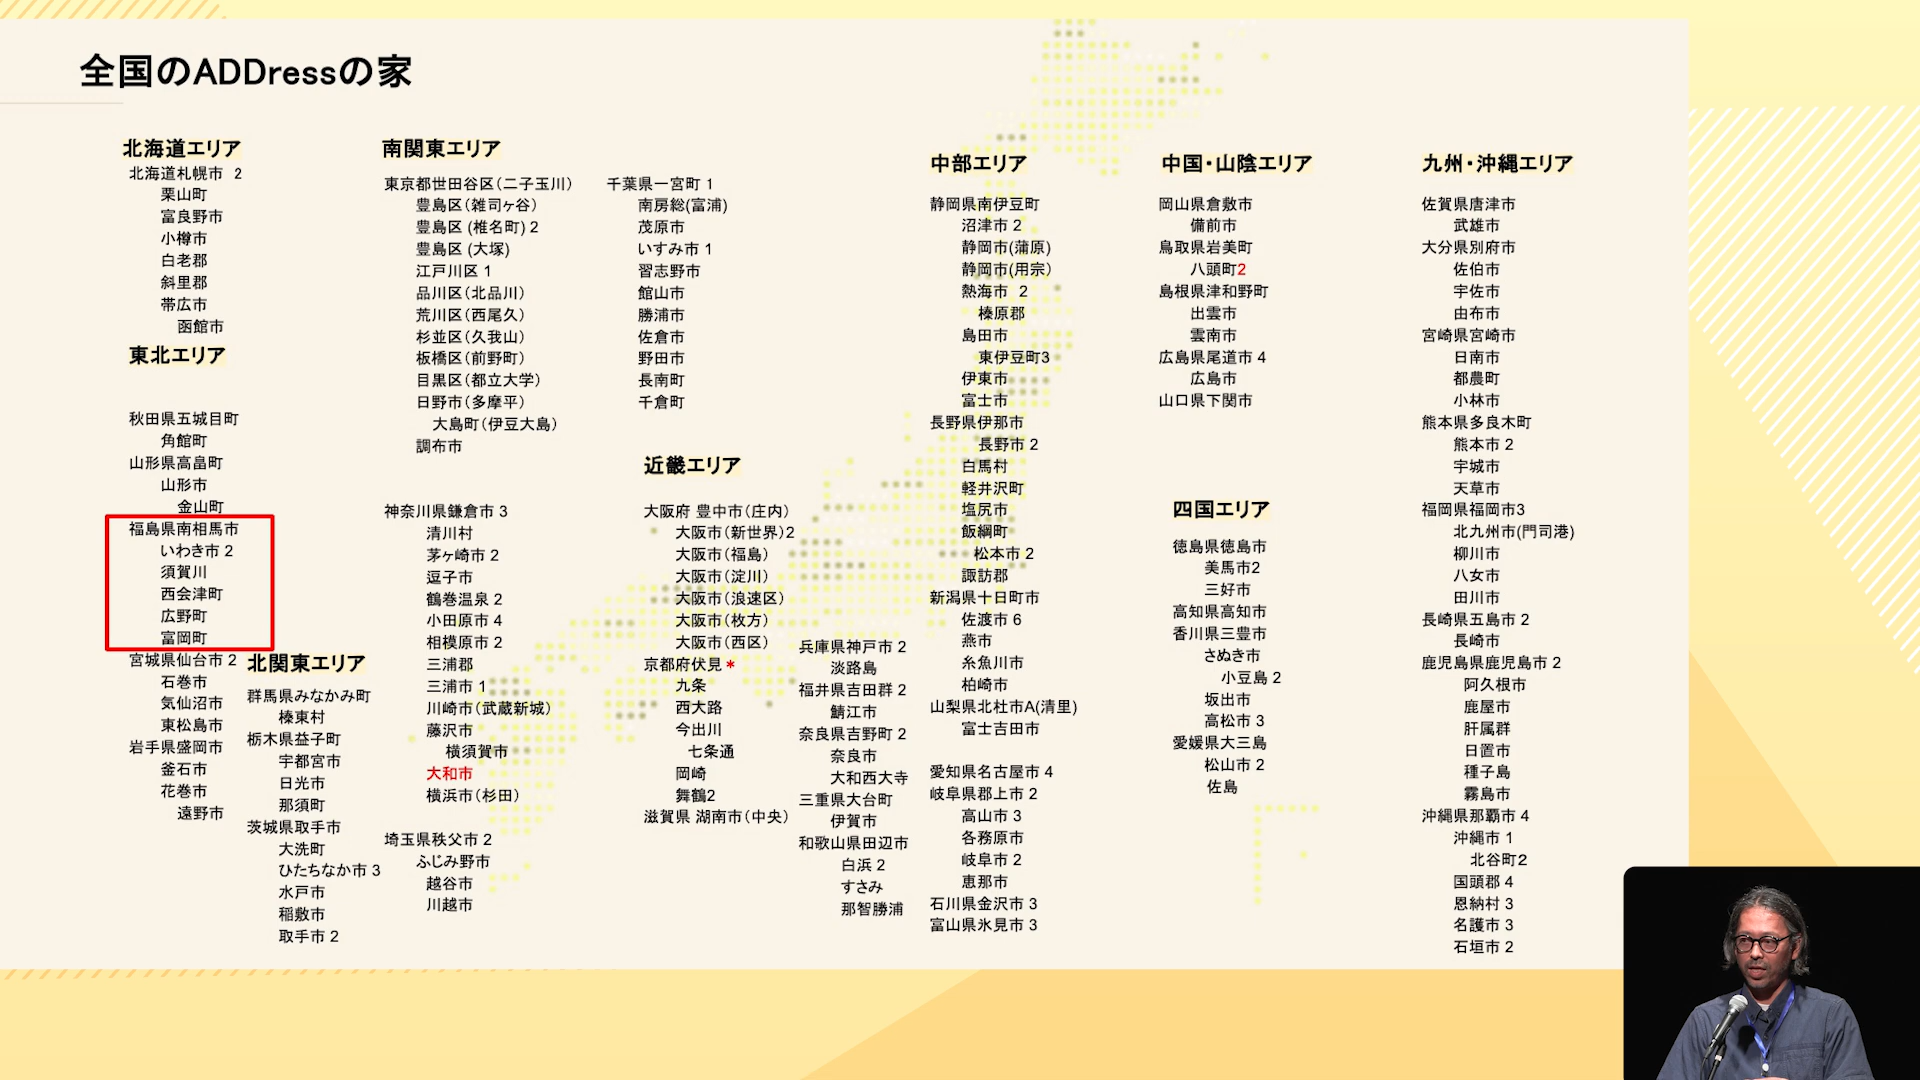 全国のADDressの家
北海道エリア
北海道札幌市 2
栗山町
富良野市
小樽市
白老郡
斜里郡
帯広市
函館市
東北エリア
秋田県五城目町
角館町
山形県高畠町
山形市
金山町
福島県南相馬市
いわき市 2
須賀川
西会津町
広野町
富岡町
宮城県仙台市 2
石巻市
気仙沼市
東松島市
岩手県盛岡市
釜石市
花巻市
遠野市
北関東エリア
群馬県みなかみ町
榛東村
栃木県益子町
宇都宮市
日光市
那須町
茨城県取手市
大洗町
ひたちなか市 3
水戸市
稲敷市
取手市 2
南関東エリア
東京都世田谷区(二子玉川)
豊島区(雑司ヶ谷)
豊島区 (椎名町) 2
豊島区 (大塚)
江戸川区 1
品川区(北品川)
荒川区(西尾久)
杉並区(久我山)
板橋区(前野町)
目黒区(都立大学)
日野市(多摩平)
大島町(伊豆大島)
調布市
神奈川県鎌倉市 3
清川村
茅ヶ崎市 2
逗子市
鶴巻温泉 2
小田原市 4
相模原市 2
三浦郡
三浦市 1
川崎市(武蔵新城)
藤沢市
横須賀市
大和市
横浜市(杉田)
埼玉県秩父市 2
ふじみ野市
越谷市
川越市
千葉県一宮町 1
南房総(富浦)
茂原市
いすみ市 1
習志野市
館山市
勝浦市
佐倉市
野田市
長南町
千倉町
近畿エリア
大阪府 豊中市(庄内)
大阪市(新世界)2
大阪市(福島)
大阪市(淀川)
大阪市(浪速区)
大阪市(枚方)
大阪市(西区)
京都府伏見 *
九条
西大路
今出川
七条通
岡崎
舞鶴2
滋賀県 湖南市(中央)
兵庫県神戸市 2
淡路島
福井県吉田群 2
鯖江市
奈良県吉野町 2
奈良市
大和西大寺
三重県大台町
伊賀市
和歌山県田辺市
白浜 2
すさみ
那智勝浦
中部エリア
静岡県南伊豆町
沼津市 2
静岡市(蒲原)
静岡市(用宗)
熱海市 2
榛原郡
島田市
東伊豆町3
伊東市
富士市
長野県伊那市
長野市 2
白馬村
軽井沢町
塩尻市
飯綱町
松本市 2
諏訪郡
新潟県十日町市
佐渡市 6
燕市
糸魚川市
柏崎市
山梨県北杜市A(清里)
富士吉田市
愛知県名古屋市 4
岐阜県郡上市 2
高山市 3
各務原市
岐阜市 2
恵那市
石川県金沢市 3
富山県氷見市 3
中国・山陰エリア
岡山県倉敷市
備前市
鳥取県岩美町
八頭町2
島根県津和野町
出雲市
雲南市
広島県尾道市 4
広島市
山口県下関市
四国エリア
徳島県徳島市
美馬市2
三好市
高知県高知市
香川県三豊市
さぬき市
小豆島 2
坂出市
高松市 3
愛媛県大三島
松山市 2
佐島
九州・沖縄エリア
佐賀県唐津市
武雄市
大分県別府市
佐伯市
宇佐市
由布市
宮崎県宮崎市
日南市
都農町
小林市
熊本県多良木町
熊本市 2
宇城市
天草市
福岡県福岡市3
北九州市(門司港)
柳川市
八女市
田川市
長崎県五島市 2
長崎市
鹿児島県鹿児島市 2
阿久根市
鹿屋市
肝属群
日置市
種子島
霧島市
沖縄県那覇市 4
沖縄市 1
北谷町2
国頭郡 4
恩納村 3
名護市 3
石垣市 2